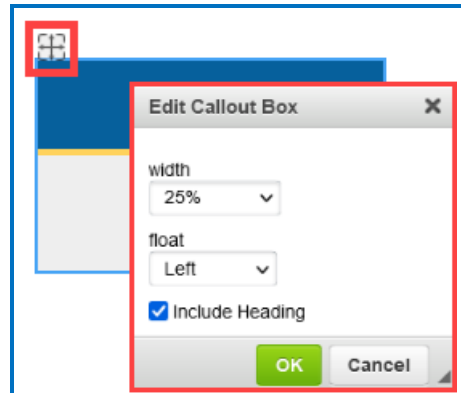 Edit Callout Box
width
25%
float
Left
Include Heading
OK Cancel